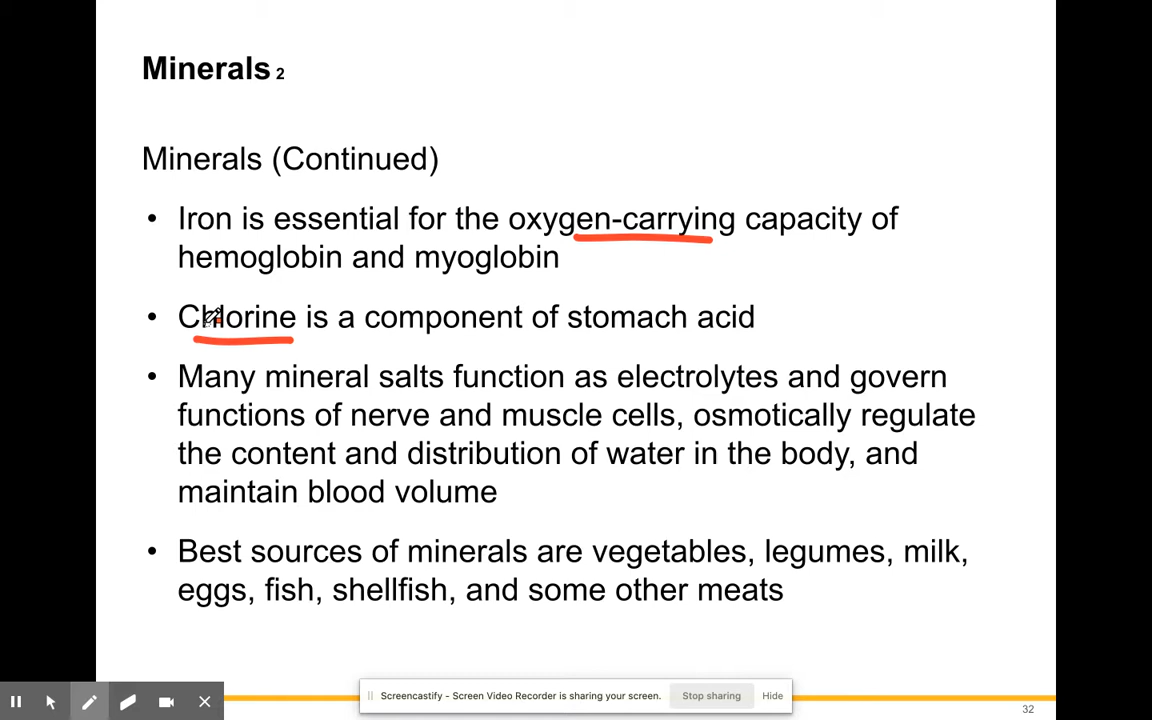 Minerals 2
Minerals (Continued)
• Iron is essential for the oxygen-carrying capacity of
hemoglobin and myoglobin
• Chlorine is a component of stomach acid
• Many mineral salts function as electrolytes and govern
functions of nerve and muscle cells, osmotically regulate
the content and distribution of water in the body, and
maintain blood volume
• Best sources of minerals are vegetables, legumes, milk,
eggs, fish, shellfish, and some other meats
Screencastify - Screen Video Recorder is sharing your screen. Stop sharing Hide
32